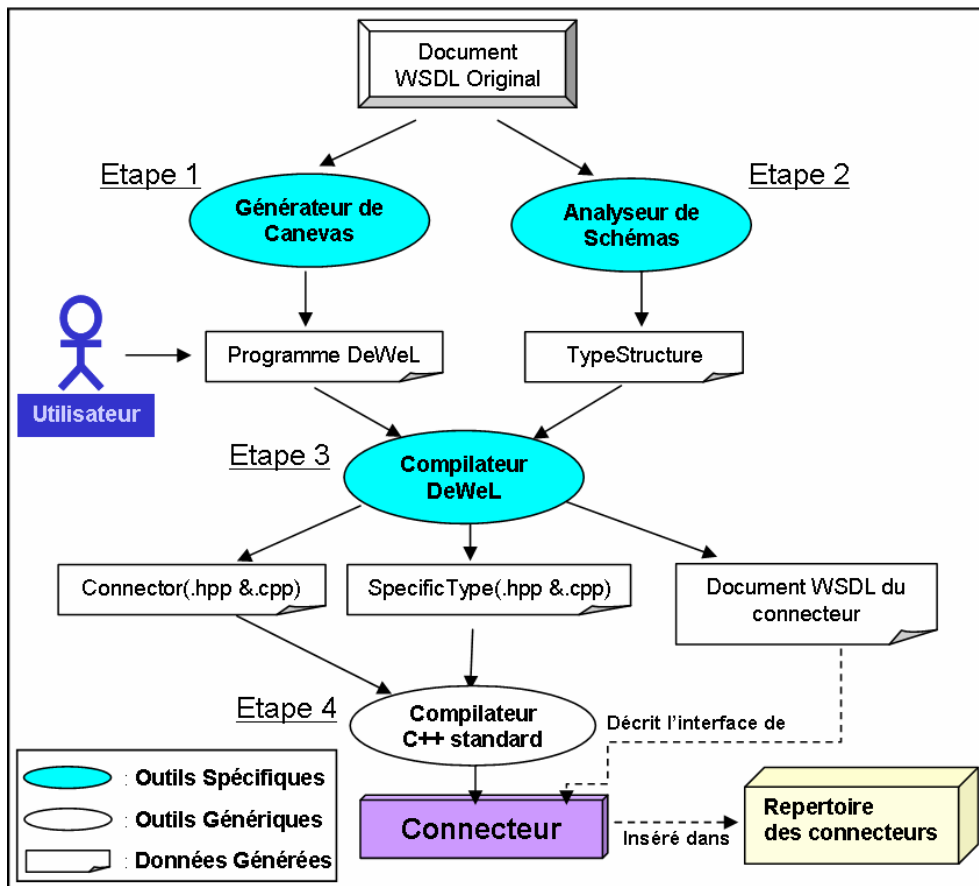 Document
WSDL Original
Etape 1
Etape 2
Générateur de
Canevas
Analyseur de
Schémas
Programme DeWeL
TypeStructure
Utilisateur
Etape 3
Compilateur
DeWeL
Connector(.hpp &.cpp)
SpecificType(.hpp &.cpp)
Document WSDL du
connecteur
Etape 4
Compilateur
C++ standard
Décrit l'interface de
: Outils Spécifiques
: Outils Génériques
: Données Générées
Connecteur
Inséré dans
Repertoire
des connecteurs